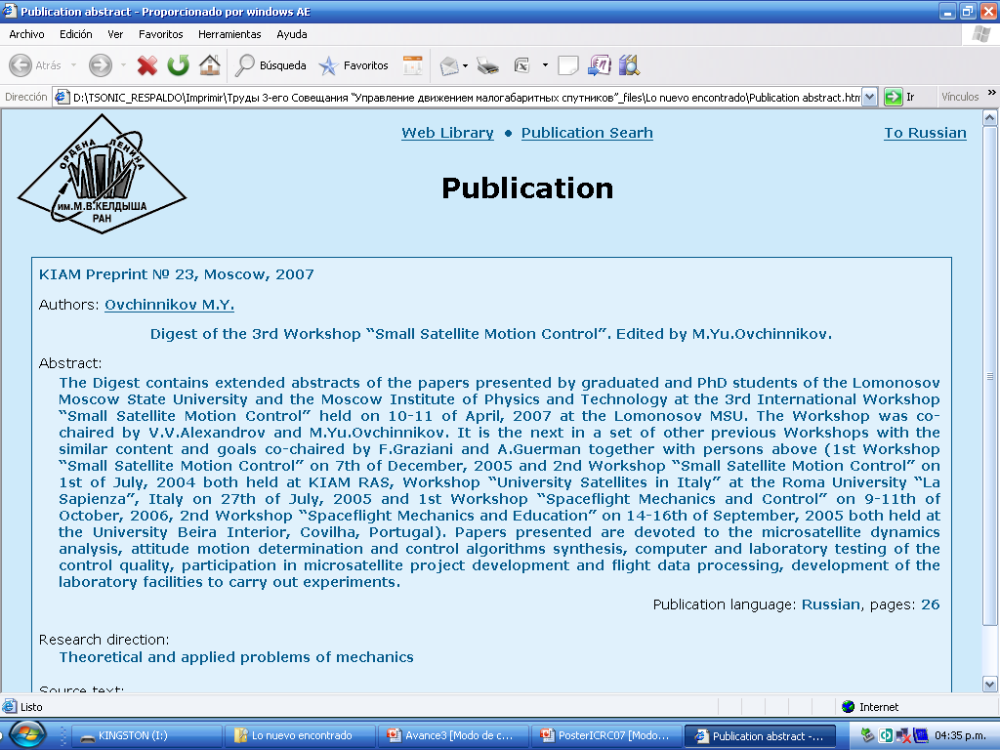 Publication abstract - Proporcionado por windows AE
Archivo Edición Ver Favoritos Herramientas Ayuda
Atrás Búsqueda Favoritos
Dirección D:\TSONIC_RESPALDO\Imprimir\Труды 3-его Совещания "Управление движением малогабаритных спутников"_files\Lo nuevo encontrado\Publication abstract.htm Ir Vínculos »
Web Library • Publication Searh To Russian
ОРДЕНА ЛЕНИНА
им.М.В.КЕЛДЫША
РАН
Publication
KIAM Preprint № 23, Moscow, 2007
Authors: Ovchinnikov M.Y.
Digest of the 3rd Workshop “Small Satellite Motion Control”. Edited by M.Yu.Ovchinnikov.
Abstract:
The Digest contains extended abstracts of the papers presented by graduated and PhD students of the Lomonosov
Moscow State University and the Moscow Institute of Physics and Technology at the 3rd International Workshop
“Small Satellite Motion Control” held on 10-11 of April, 2007 at the Lomonosov MSU. The Workshop was co-
chaired by V.V.Alexandrov and M.Yu.Ovchinnikov. It is the next in a set of other previous Workshops with the
similar content and goals co-chaired by F.Graziani and A.Guerman together with persons above (1st Workshop
“Small Satellite Motion Control” on 7th of December, 2005 and 2nd Workshop “Small Satellite Motion Control” on
1st of July, 2004 both held at KIAM RAS, Workshop “University Satellites in Italy” at the Roma University “La
Sapienza”, Italy on 27th of July, 2005 and 1st Workshop “Spaceflight Mechanics and Control” on 9-11th of
October, 2006, 2nd Workshop “Spaceflight Mechanics and Education” on 14-16th of September, 2005 both held at
the University Beira Interior, Covilha, Portugal). Papers presented are devoted to the microsatellite dynamics
analysis, attitude motion determination and control algorithms synthesis, computer and laboratory testing of the
control quality, participation in microsatellite project development and flight data processing, development of the
laboratory facilities to carry out experiments.
Publication language: Russian, pages: 26
Research direction:
Theoretical and applied problems of mechanics
Source text:
Listo Internet
KINGSTON (I:) Lo nuevo encontrado Avance3 [Modo de c... PosterICRC07 [Modo... Publication abstract -... 04:35 p.m.